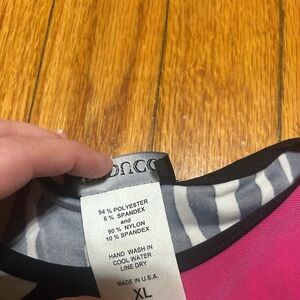 94 % POLYESTER
6 % SPANDEX
and
90 % NYLON
10 % SPANDEX
HAND WASH IN
COOL WATER
LINE DRY
MADE IN U.S.A.
XL